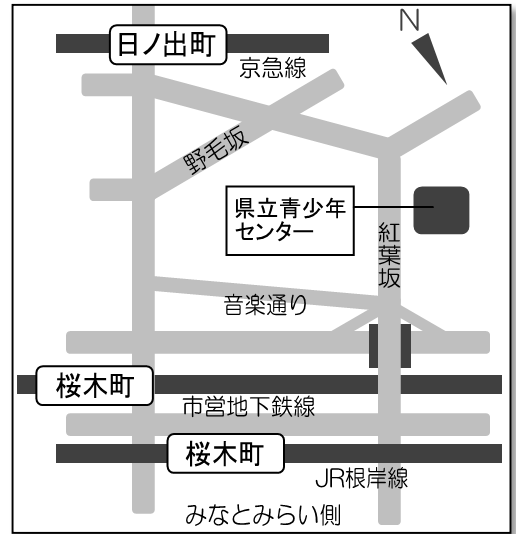 N
日ノ出町
京急線
野毛坂
県立青少年
センター
紅葉坂
音楽通り
桜木町
市営地下鉄線
桜木町
JR根岸線
みなとみらい側